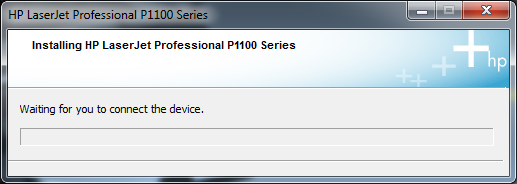 HP LaserJet Professional P1100 Series
Installing HP LaserJet Professional P1100 Series
hp
Waiting for you to connect the device.